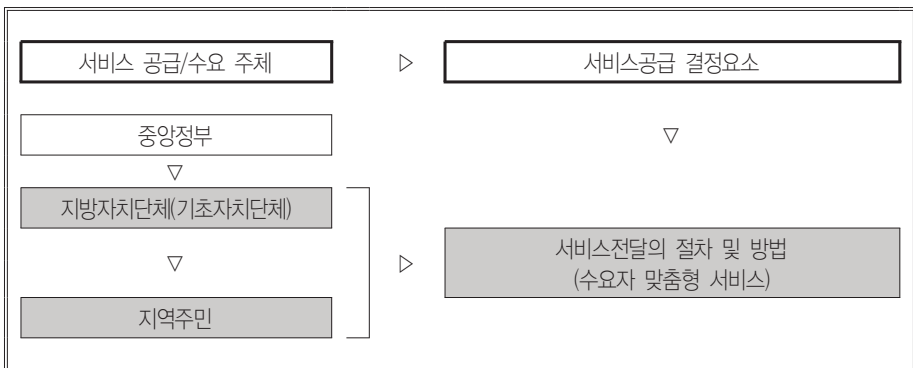 서비스 공급/수요 주체
▷
서비스공급 결정요소
중앙정부
▽
▽
지방자치단체(기초자치단체)
▽
▷
서비스전달의 절차 및 방법
(수요자 맞춤형 서비스)
지역주민